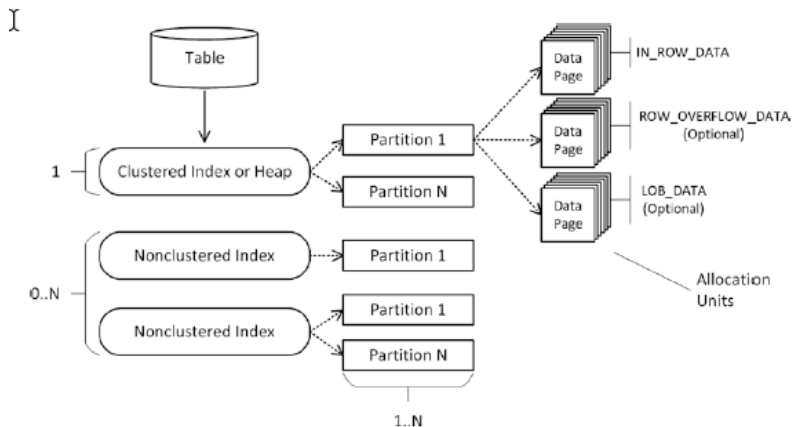 Table
Data
Page
IN_ROW_DATA
Data
Page
ROW_OVERFLOW_DATA
(Optional)
Data
Page
LOB_DATA
(Optional)
Allocation
Units
1
Clustered Index or Heap
Partition 1
Partition N
0..N
Nonclustered Index
Partition 1
Nonclustered Index
Partition 1
Partition N
1..N